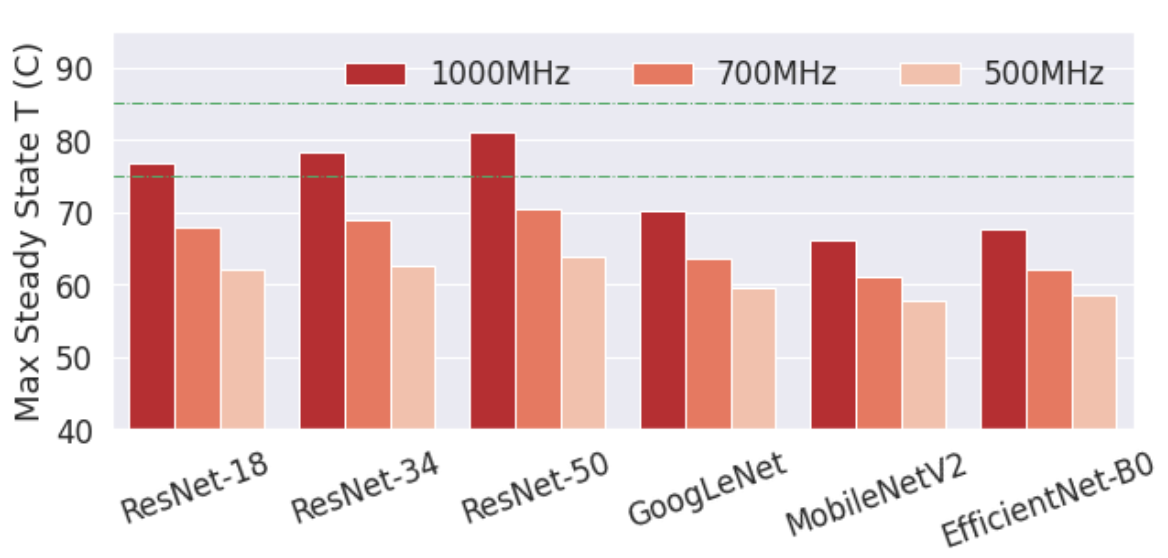 Max Steady State T (C)
90
80
70
60
50
40
1000MHz 700MHz 500MHz
ResNet-18 ResNet-34 ResNet-50 GoogLeNet MobileNetV2 EfficientNet-B0